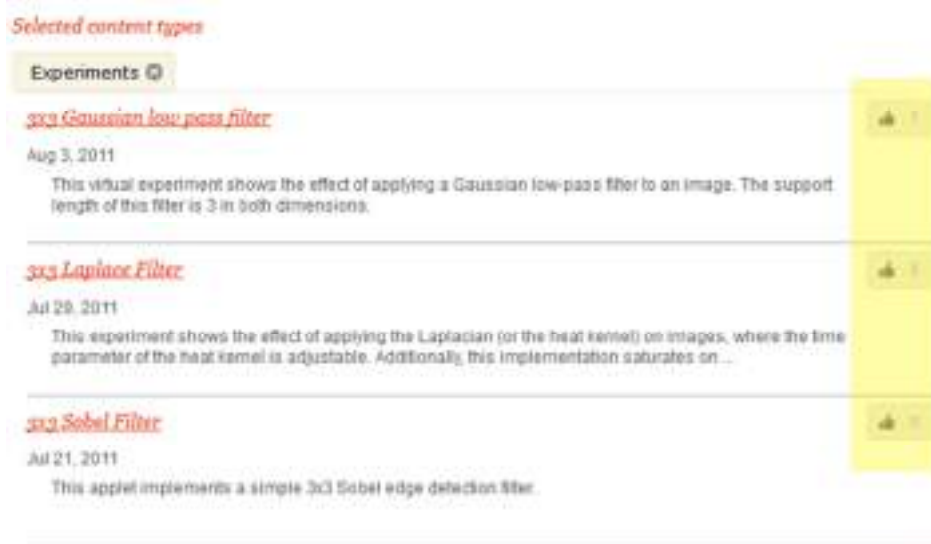 Selected content types
Experiments
3x3 Gaussian low pass filter
Aug 3, 2011
This virtual experiment shows the effect of applying a Gaussian low-pass filter to an image. The support
length of this filter is 3 in both dimensions.
3x3 Laplace Filter
Jul 29, 2011
This experiment shows the effect of applying the Laplacian (or the heat kernel) on images, where the time
parameter of the heat kernel is adjustable. Additionally, this implementation saturates on ...
3x3 Sobel Filter
Jul 21, 2011
This applet implements a simple 3x3 Sobel edge detection filter.